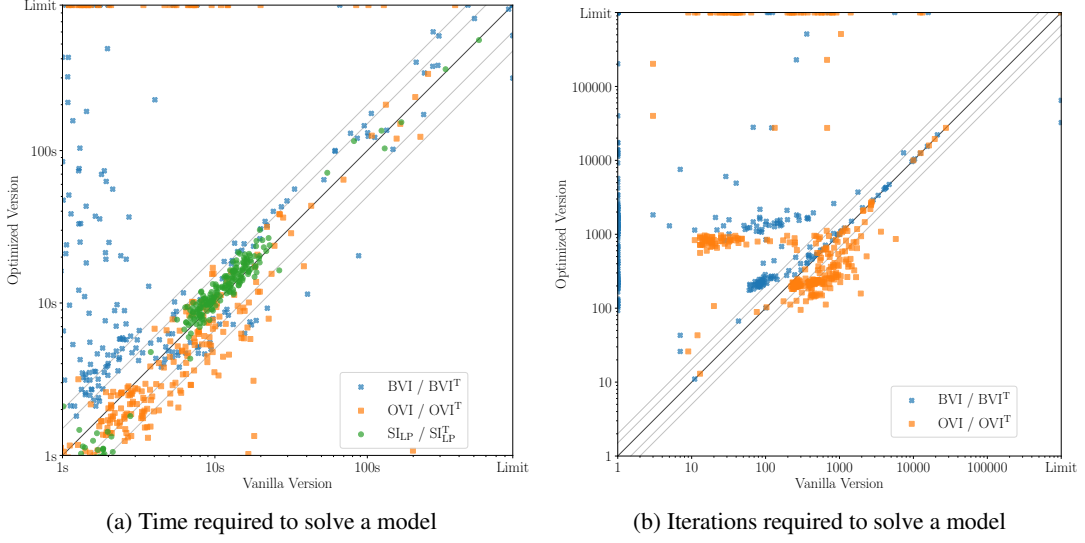 Limit
100s
10s
1s
Optimized Version
1s
10s
100s
Limit
Vanilla Version
BVI / BVI^T
OVI / OVI^T
SI_LP / SI^T_LP
(a) Time required to solve a model
Limit
100000
10000
1000
100
10
1
Optimized Version
1
10
100
1000
10000
100000
Limit
Vanilla Version
BVI / BVI^T
OVI / OVI^T
(b) Iterations required to solve a model